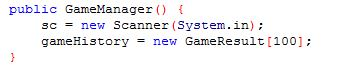 public GameManager() {
sc = new Scanner(System.in);
gameHistory = new GameResult[100];
}